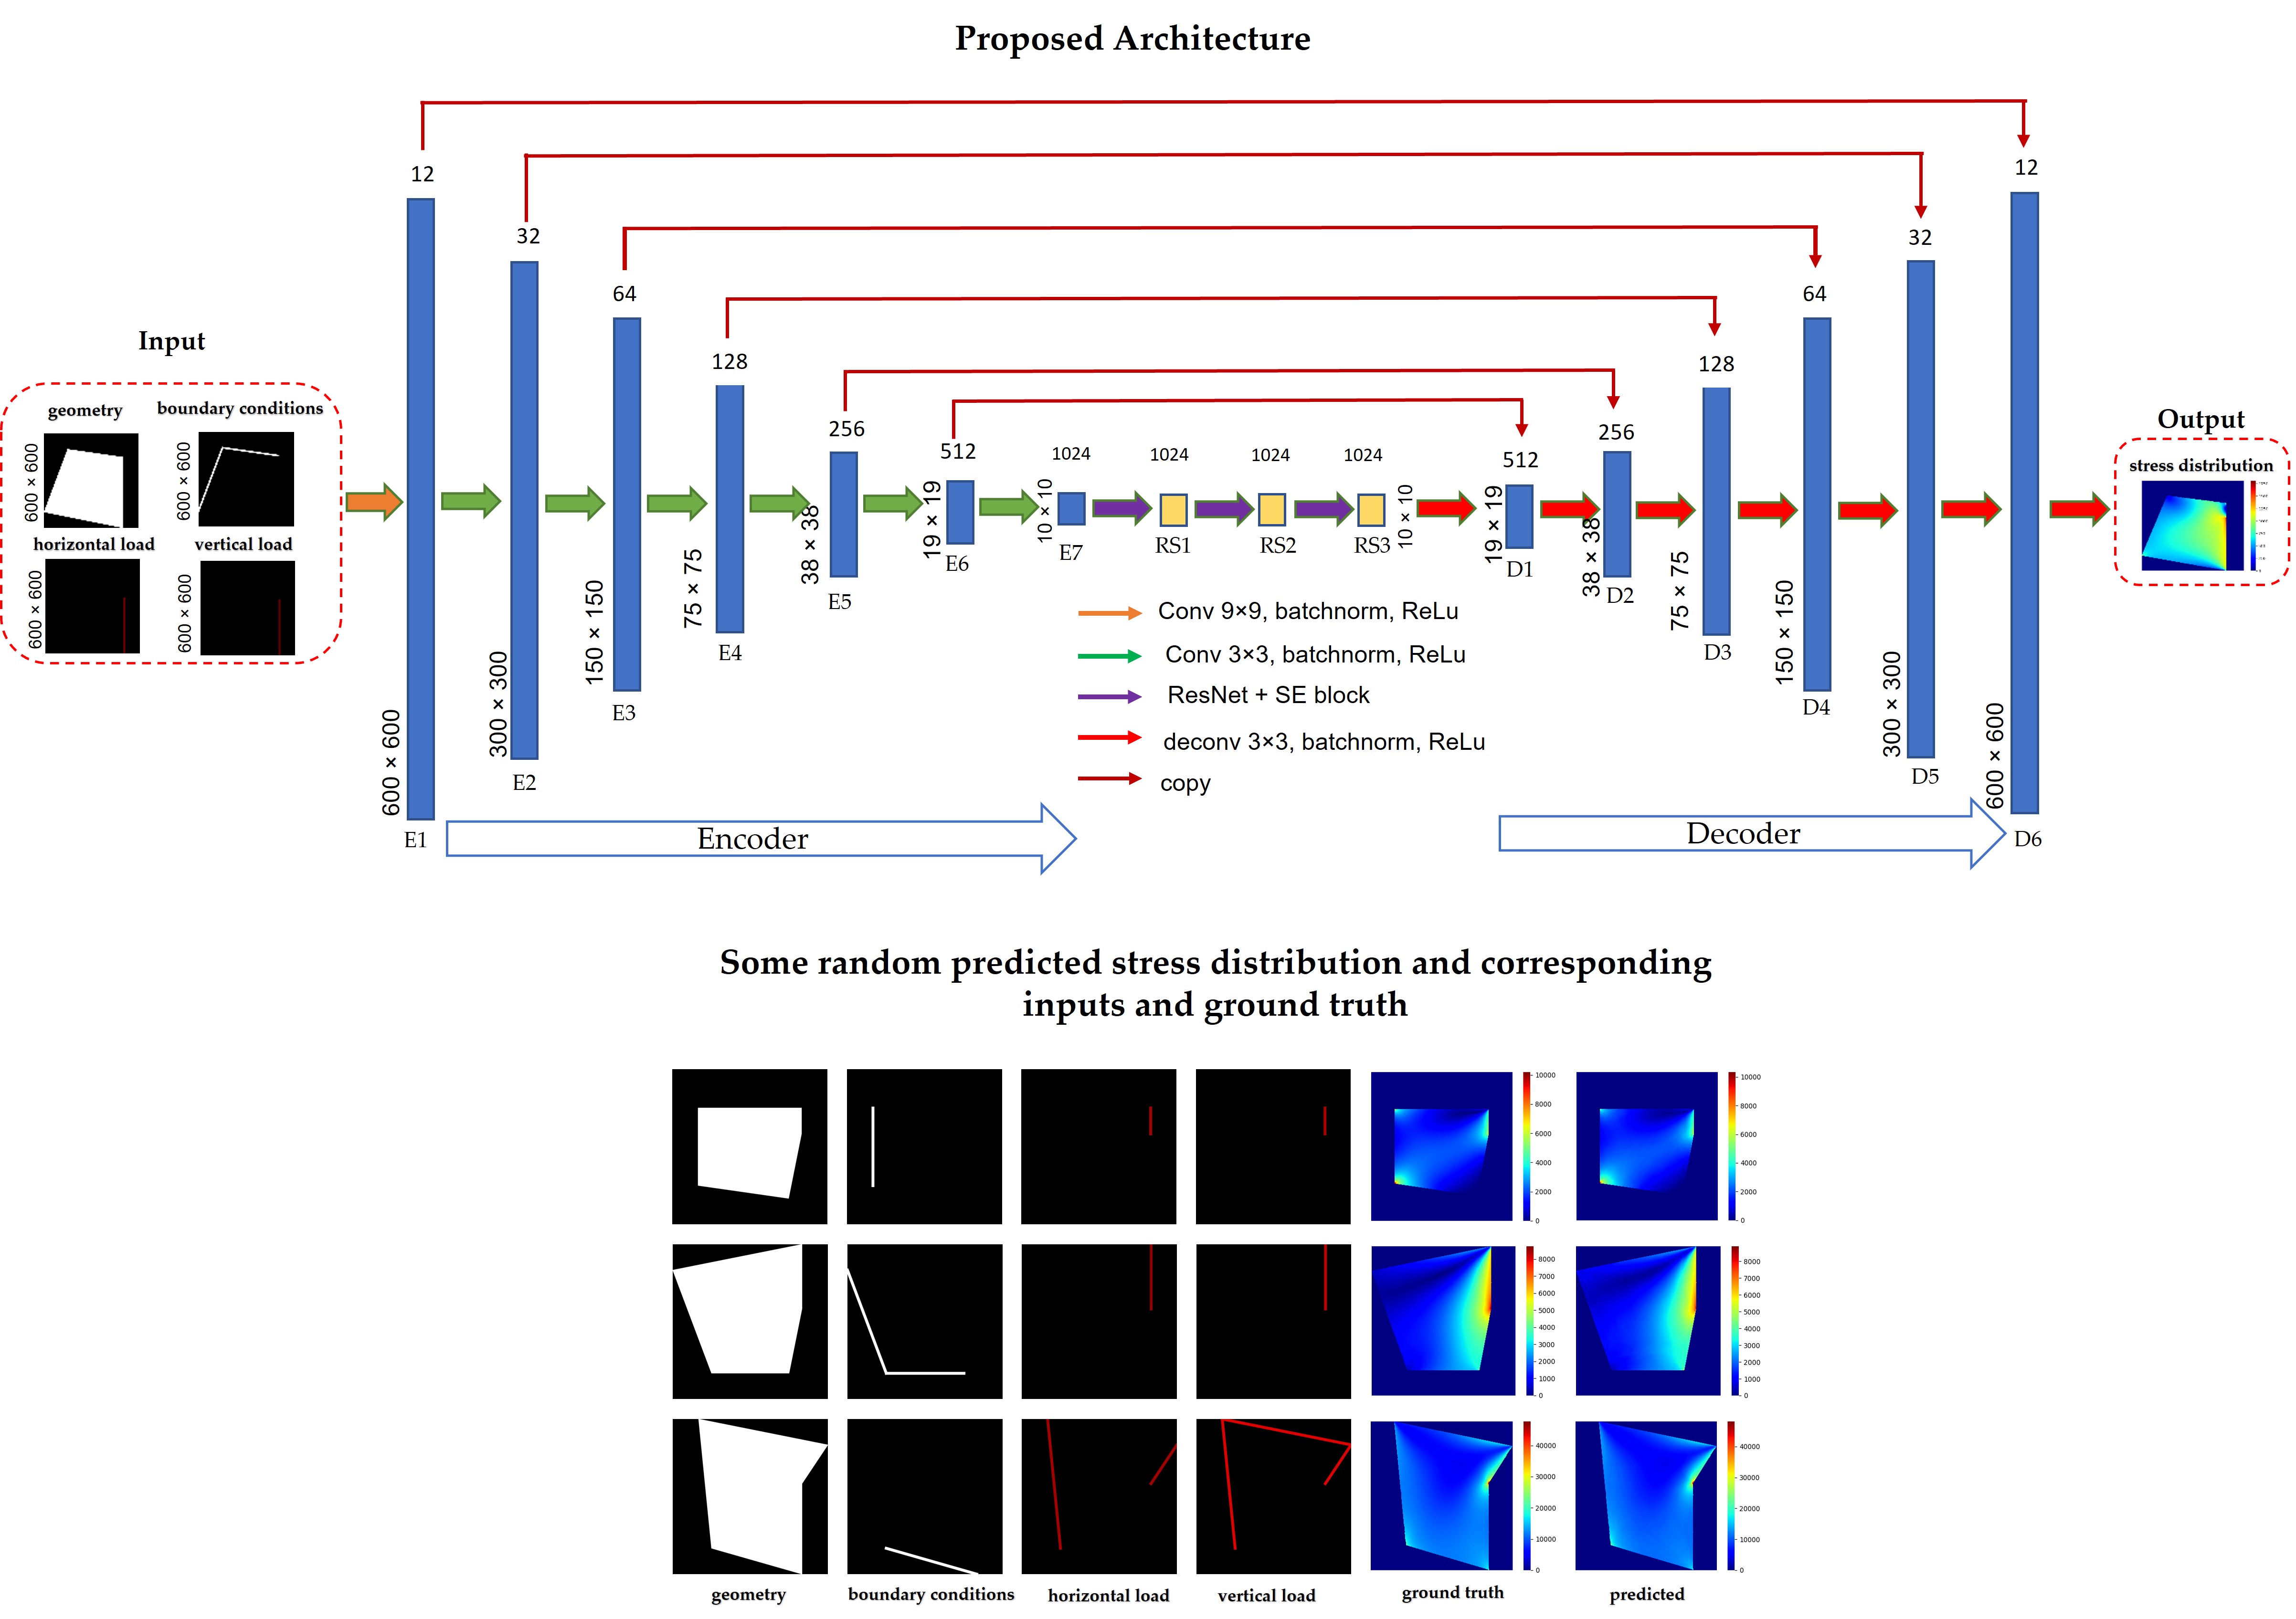 Proposed Architecture
12
32
64
128
256
512
1024
1024
1024
1024
512
256
128
64
32
12
Input
geometry
boundary conditions
600 × 600
600 × 600
horizontal load
vertical load
600 × 600
600 × 600
600 × 600
300 × 300
150 × 150
75 × 75
38 × 38
19 × 19
10 × 10
10 × 10
19 × 19
38 × 38
75 × 75
150 × 150
300 × 300
600 × 600
E1
E2
E3
E4
E5
E6
E7
RS1
RS2
RS3
D1
D2
D3
D4
D5
D6
Output
stress distribution
Conv 9×9, batchnorm, ReLu
Conv 3×3, batchnorm, ReLu
ResNet + SE block
deconv 3×3, batchnorm, ReLu
copy
Encoder
Decoder
Some random predicted stress distribution and corresponding
inputs and ground truth
10000
8000
6000
4000
2000
0
10000
8000
6000
4000
2000
0
8000
7000
6000
5000
4000
3000
2000
1000
0
8000
7000
6000
5000
4000
3000
2000
1000
0
40000
30000
20000
10000
0
40000
30000
20000
10000
0
geometry
boundary conditions
horizontal load
vertical load
ground truth
predicted